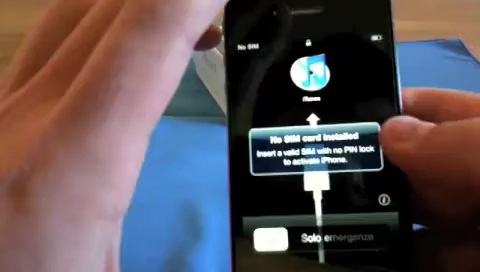 No SIM
iTunes
No SIM card installed
Insert a valid SIM with no PIN lock
to activate iPhone.
Solo emergenze